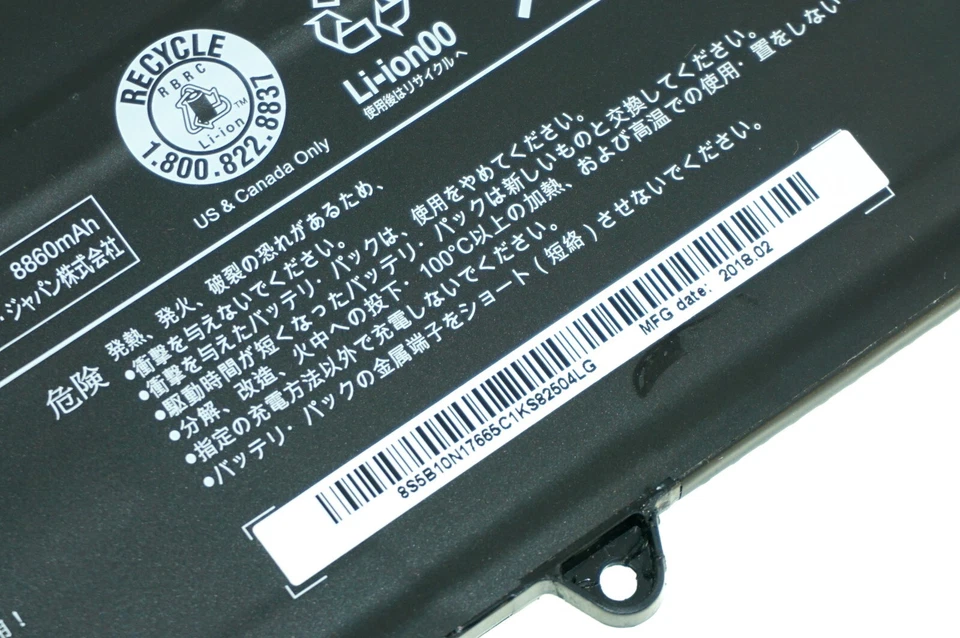 RECYCLE
RBRC
Li-ion
TM
1.800.822.8837
US & Canada Only
Li-ion00
使用後はリサイクルへ
8860mAh
ジャパン株式会社
危険
発熱、発火、破裂の恐れがあるため、
•衝撃を与えないでください。
•衝撃を与えたバッテリ・パックは、使用をやめてください。
•駆動時間が短くなったバッテリ・パックは新しいものと交換してください。
•分解、改造、火中への投下・100°C以上の加熱、および高温での使用・置をしない
•指定の充電方法以外で充電しないでください。
•バッテリ・パックの金属端子をショート(短絡)させないでください。
8S5B10N17665C1KS82504LG
MFG date: 2018.02
!